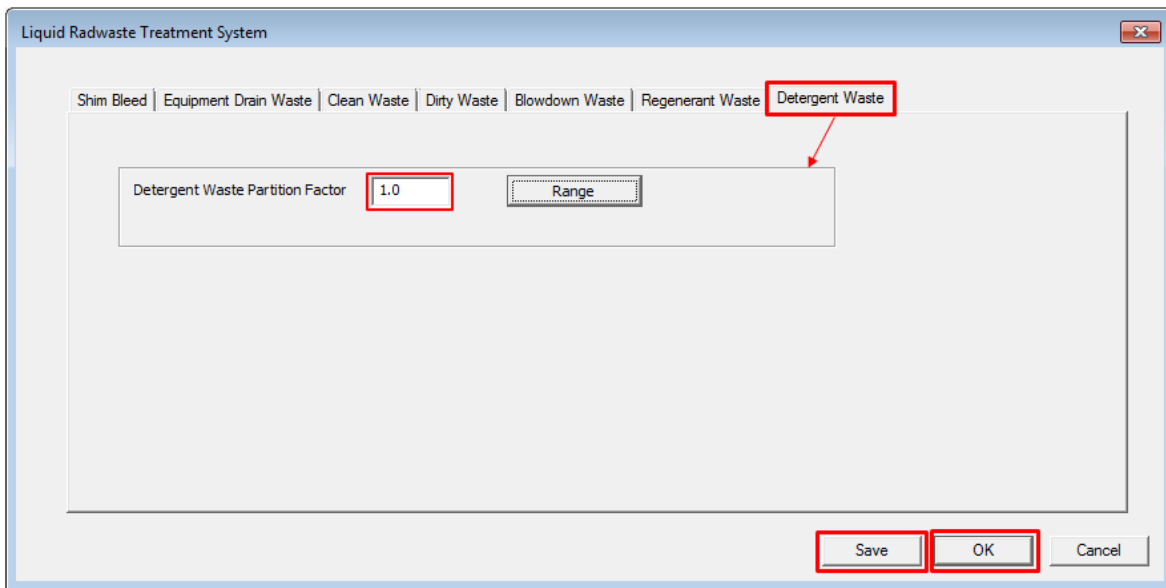 Liquid Radwaste Treatment System
Shim Bleed Equipment Drain Waste Clean Waste Dirty Waste Blowdown Waste Regenerant Waste Detergent Waste
Detergent Waste Partition Factor 1.0 Range
Save OK Cancel